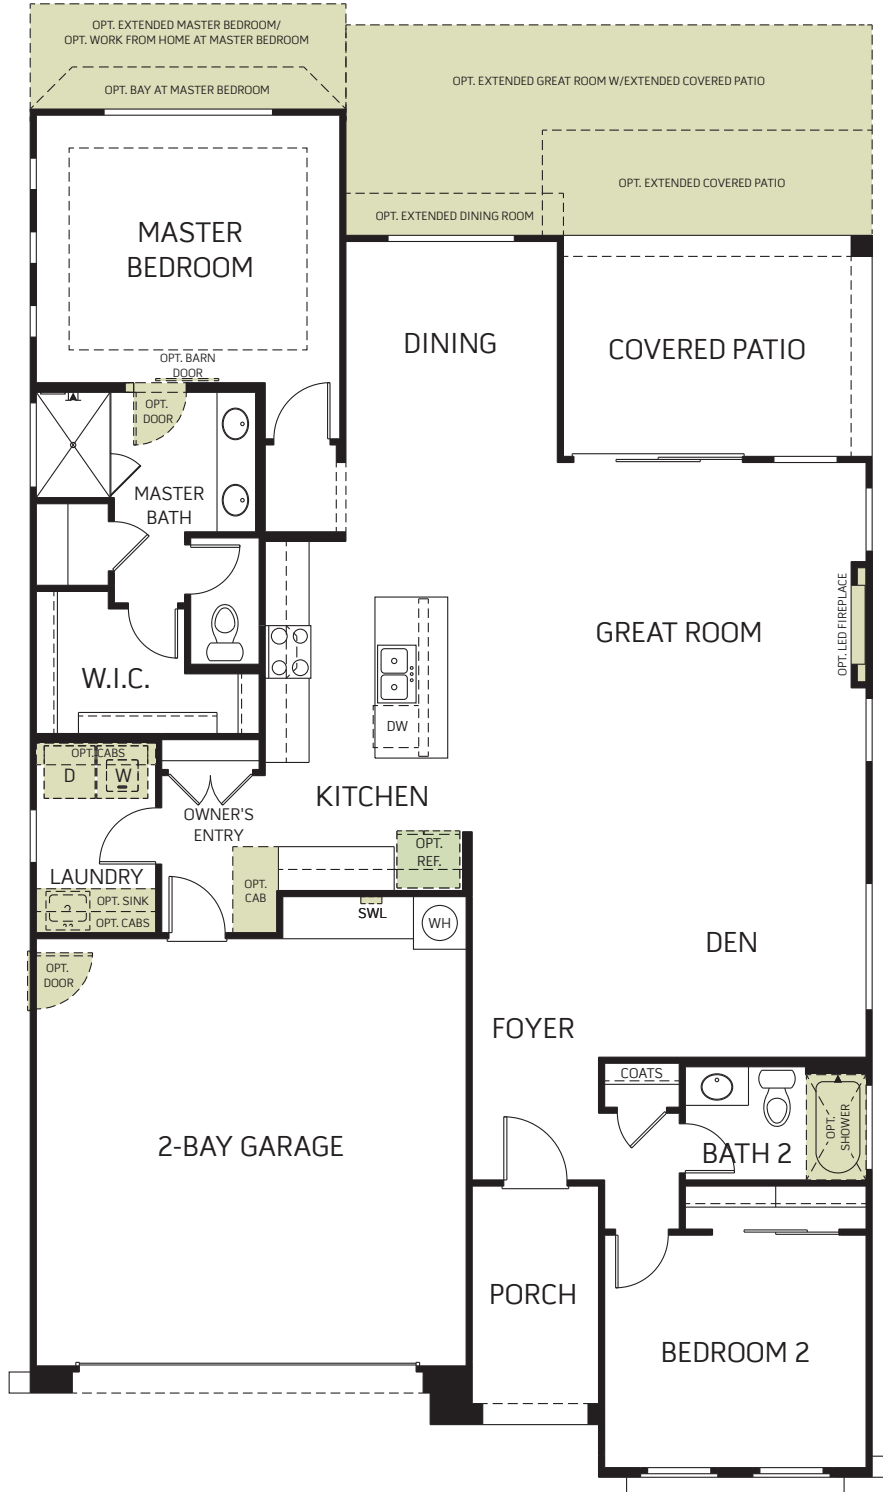 OPT. EXTENDED MASTER BEDROOM/
OPT. WORK FROM HOME AT MASTER BEDROOM
OPT. BAY AT MASTER BEDROOM
OPT. EXTENDED GREAT ROOM W/EXTENDED COVERED PATIO
OPT. EXTENDED COVERED PATIO
OPT. EXTENDED DINING ROOM
MASTER
BEDROOM
DINING
COVERED PATIO
OPT. BARN
DOOR
OPT.
DOOR
MASTER
BATH
W.I.C.
GREAT ROOM
OPT. LED FIREPLACE
DW
OPT. CABS
D
W
KITCHEN
OWNER'S
ENTRY
OPT.
REF.
LAUNDRY
OPT. SINK
OPT. CABS
OPT.
CAB
SWL
WH
DEN
OPT.
DOOR
FOYER
COATS
2-BAY GARAGE
BATH 2
OPT.
SHOWER
PORCH
BEDROOM 2